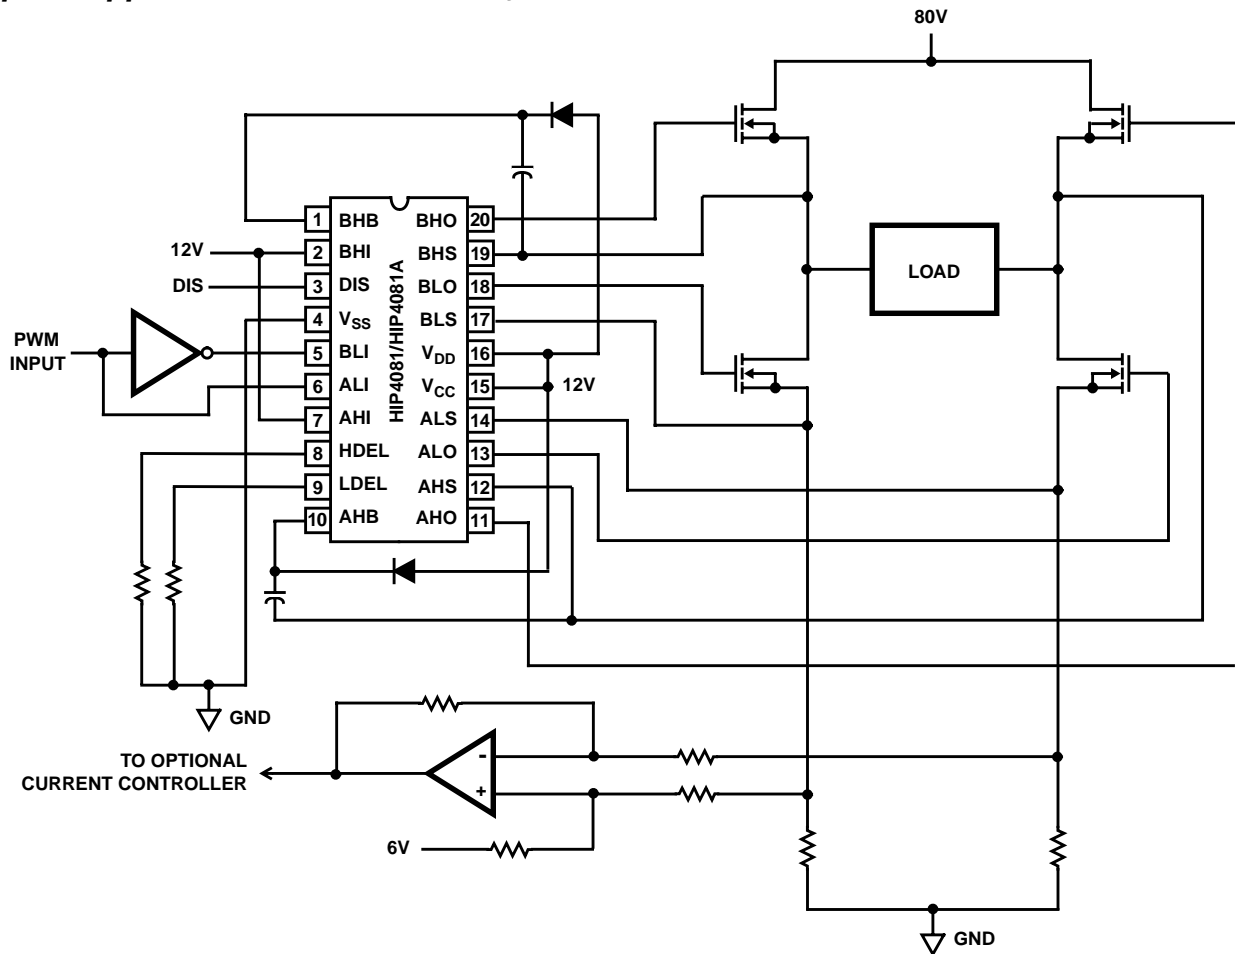 80V
1 BHB BHO 20
12V 2 BHI BHS 19
DIS 3 DIS BLO 18
4 VSS BLS 17
PWM
INPUT
5 BLI VDD 16
6 ALI VCC 15 12V
7 AHI ALS 14
8 HDEL ALO 13
9 LDEL AHS 12
10 AHB AHO 11
HIP4081/HIP4081A
LOAD
GND
TO OPTIONAL
CURRENT CONTROLLER
-
+
6V
GND